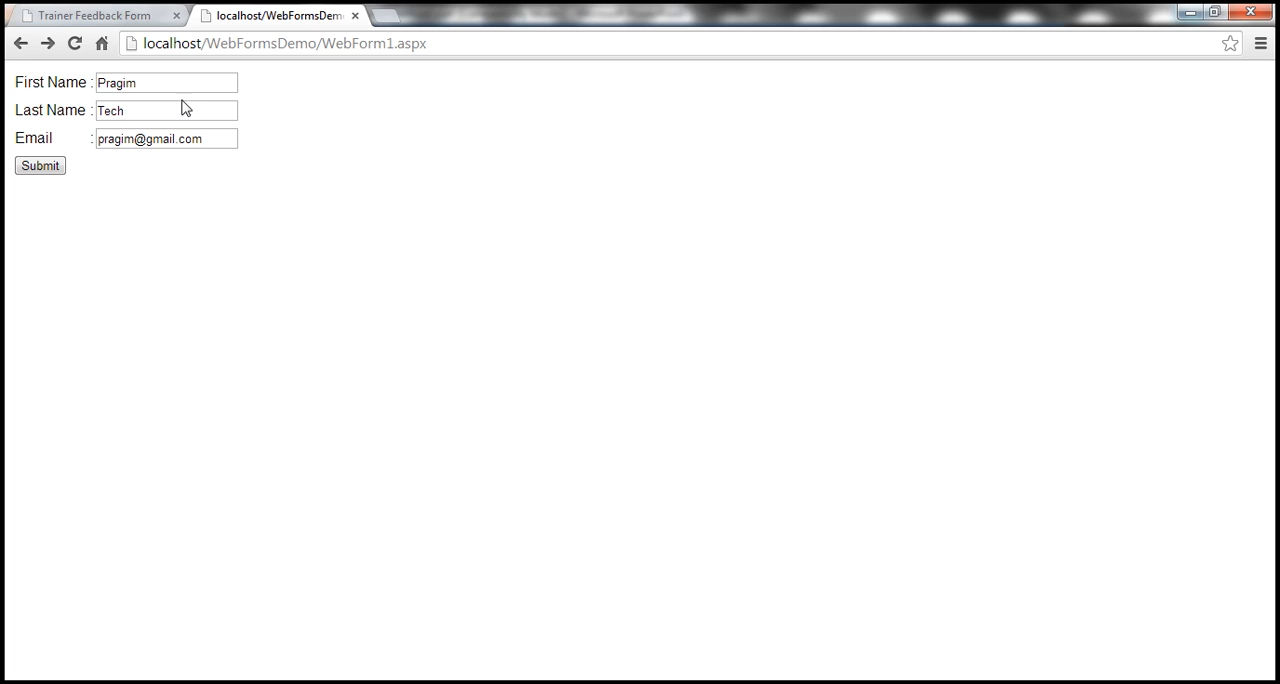 Trainer Feedback Form
localhost/WebFormsDem
localhost/WebFormsDemo/WebForm1.aspx
First Name : Pragim
Last Name : Tech
Email : pragim@gmail.com
Submit